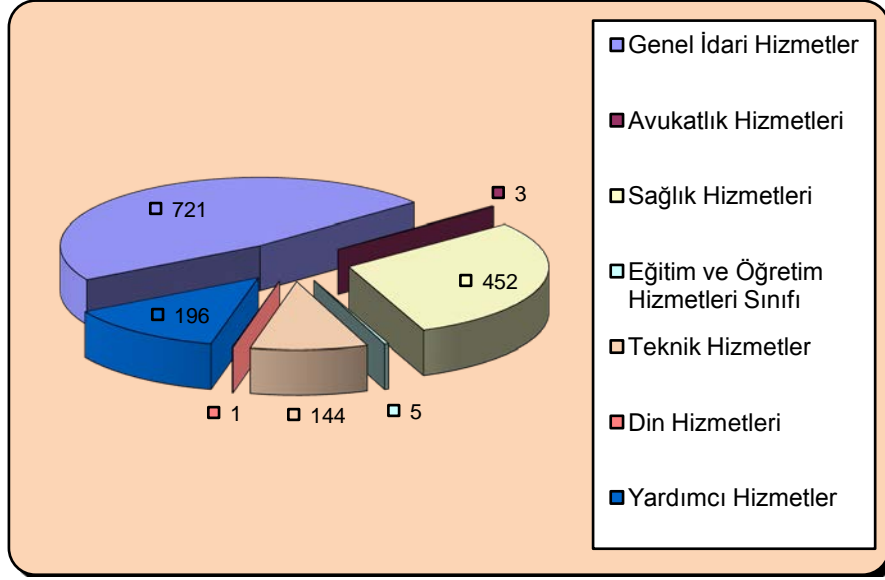 721
3
452
196
1
144
5
Genel İdari Hizmetler
Avukatlık Hizmetleri
Sağlık Hizmetleri
Eğitim ve Öğretim
Hizmetleri Sınıfı
Teknik Hizmetler
Din Hizmetleri
Yardımcı Hizmetler